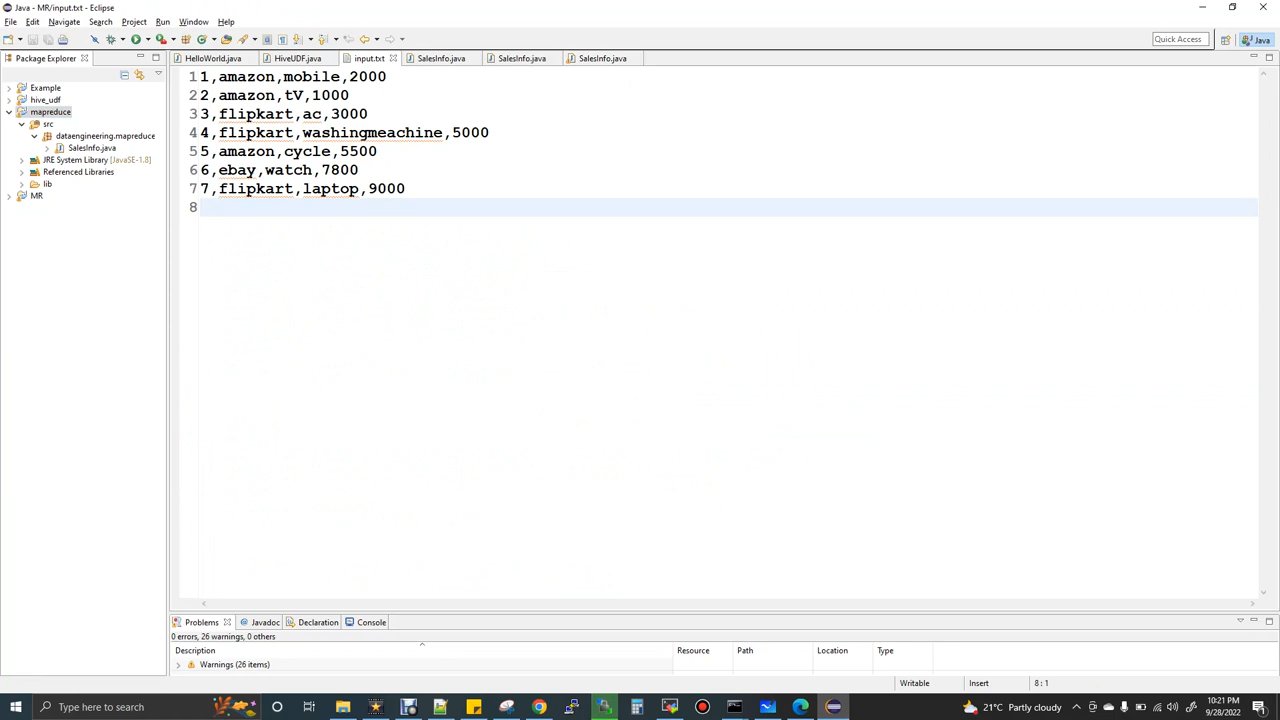 Java - MR/input.txt - Eclipse
File Edit Navigate Search Project Run Window Help
Quick Access Java
Package Explorer HelloWorld.java HiveUDF.java input.txt SalesInfo.java SalesInfo.java SalesInfo.java
Example
hive_udf
mapreduce
src
dataengineering.mapreduce
SalesInfo.java
JRE System Library [JavaSE-1.8]
Referenced Libraries
lib
MR
1 1,amazon,mobile,2000
2 2,amazon,tV,1000
3 3,flipkart,ac,3000
4 4,flipkart,washingmeachine,5000
5 5,amazon,cycle,5500
6 6,ebay,watch,7800
7 7,flipkart,laptop,9000
8
Problems Javadoc Declaration Console
0 errors, 26 warnings, 0 others
Description Resource Path Location Type
Warnings (26 items)
Writable Insert 8 : 1
Type here to search
21°C Partly cloudy
10:21 PM
9/28/2022